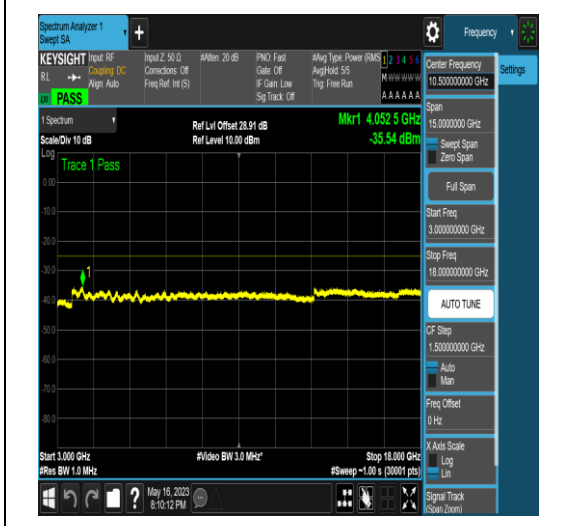 Spectrum Analyzer 1
Swept SA
+
Frequency
KEYSIGHT
RL
PASS
Input: RF
Coupling: DC
Align: Auto
Input Z: 50 Ω
Corrections: Off
Freq Ref: Int (S)
#Atten: 20 dB
PNO: Fast
Gate: Off
IF Gain: Low
Sig Track: Off
#Avg Type: Power (RMS
Avg|Hold: 5/5
Trig: Free Run
1 2 3 4 5 6
M W W W W W
A A A A A A
1 Spectrum
Scale/Div 10 dB
Ref Lvl Offset 28.91 dB
Ref Level 10.00 dBm
Mkr1 4.052 5 GHz
-35.54 dBm
Log
Trace 1 Pass
0.00
-10.0
-20.0
-30.0
1
-40.0
-50.0
-60.0
-70.0
-80.0
Start 3.000 GHz
#Res BW 1.0 MHz
#Video BW 3.0 MHz*
Stop 18.000 GHz
#Sweep ~1.00 s (30001 pts)
?
May 16, 2023
8:10:12 PM
Center Frequency
10.500000000 GHz
Settings
Span
15.0000000 GHz
Swept Span
Zero Span
Full Span
Start Freq
3.000000000 GHz
Stop Freq
18.000000000 GHz
AUTO TUNE
CF Step
1.500000000 GHz
Auto
Man
Freq Offset
0 Hz
X Axis Scale
Log
Lin
Signal Track
(Span Zoom)